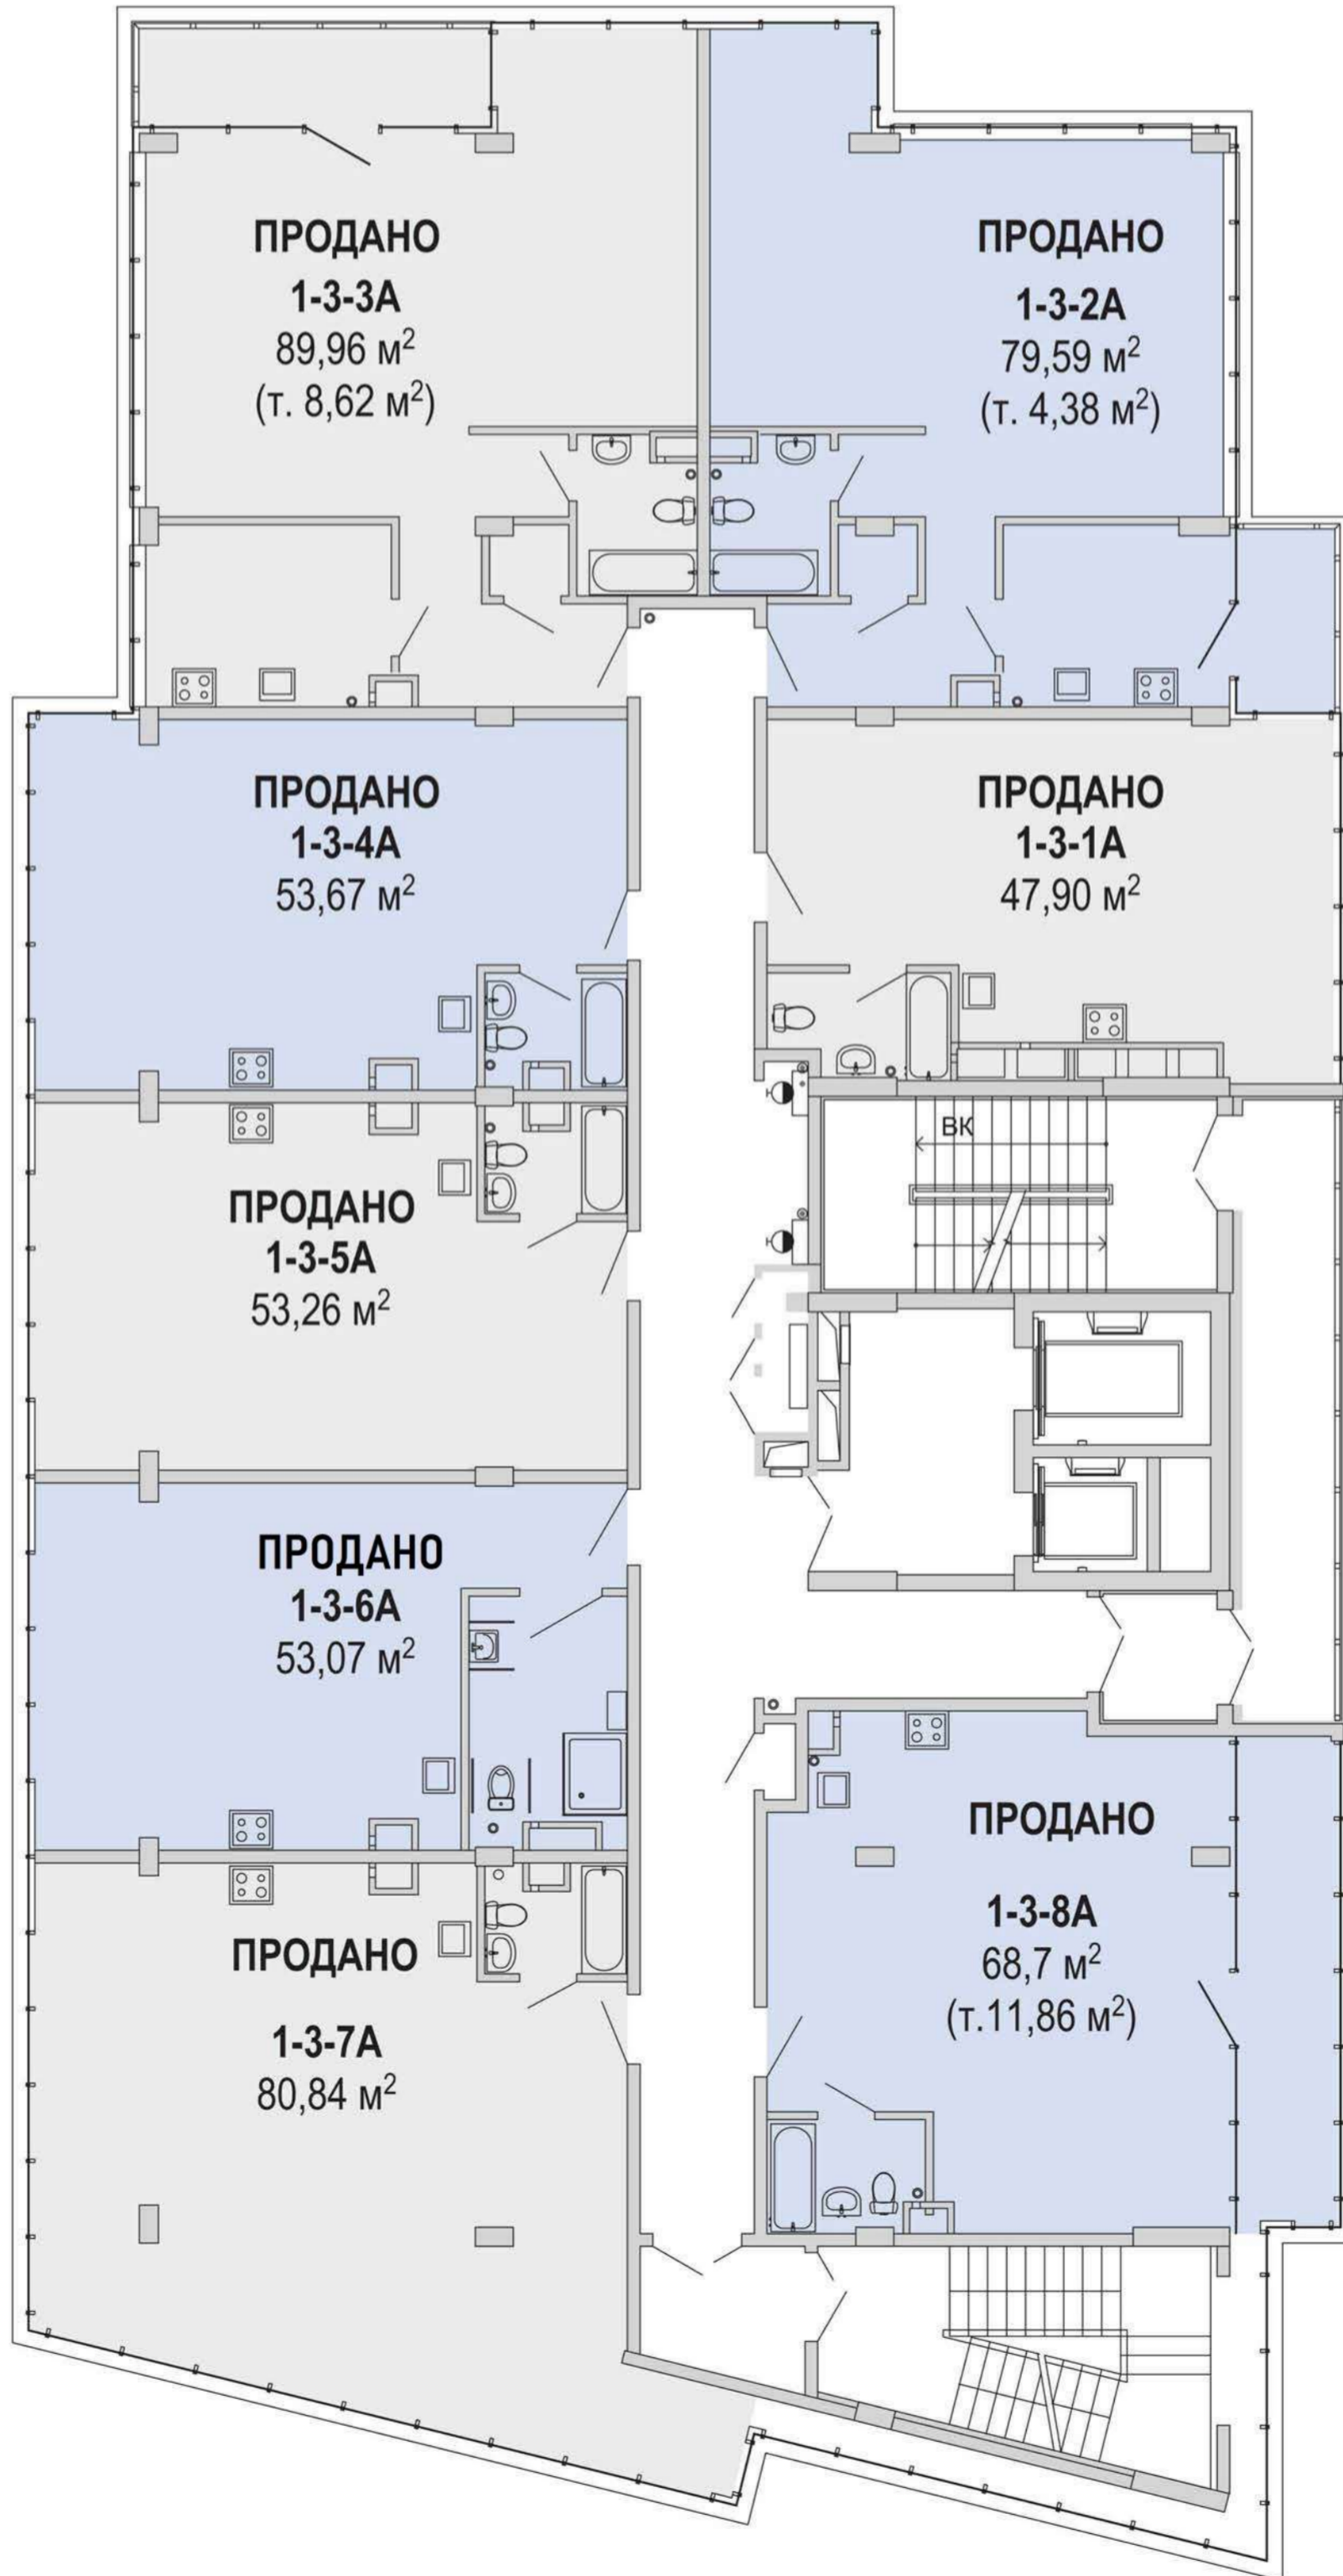 ПРОДАНО
1-3-3А
89,96 м²
(т. 8,62 м²)
ПРОДАНО
1-3-2А
79,59 м²
(т. 4,38 м²)
ПРОДАНО
1-3-4А
53,67 м²
ПРОДАНО
1-3-1А
47,90 м²
ВК
ПРОДАНО
1-3-5А
53,26 м²
ПРОДАНО
1-3-6А
53,07 м²
ПРОДАНО
1-3-8А
68,7 м²
(т.11,86 м²)
ПРОДАНО
1-3-7А
80,84 м²